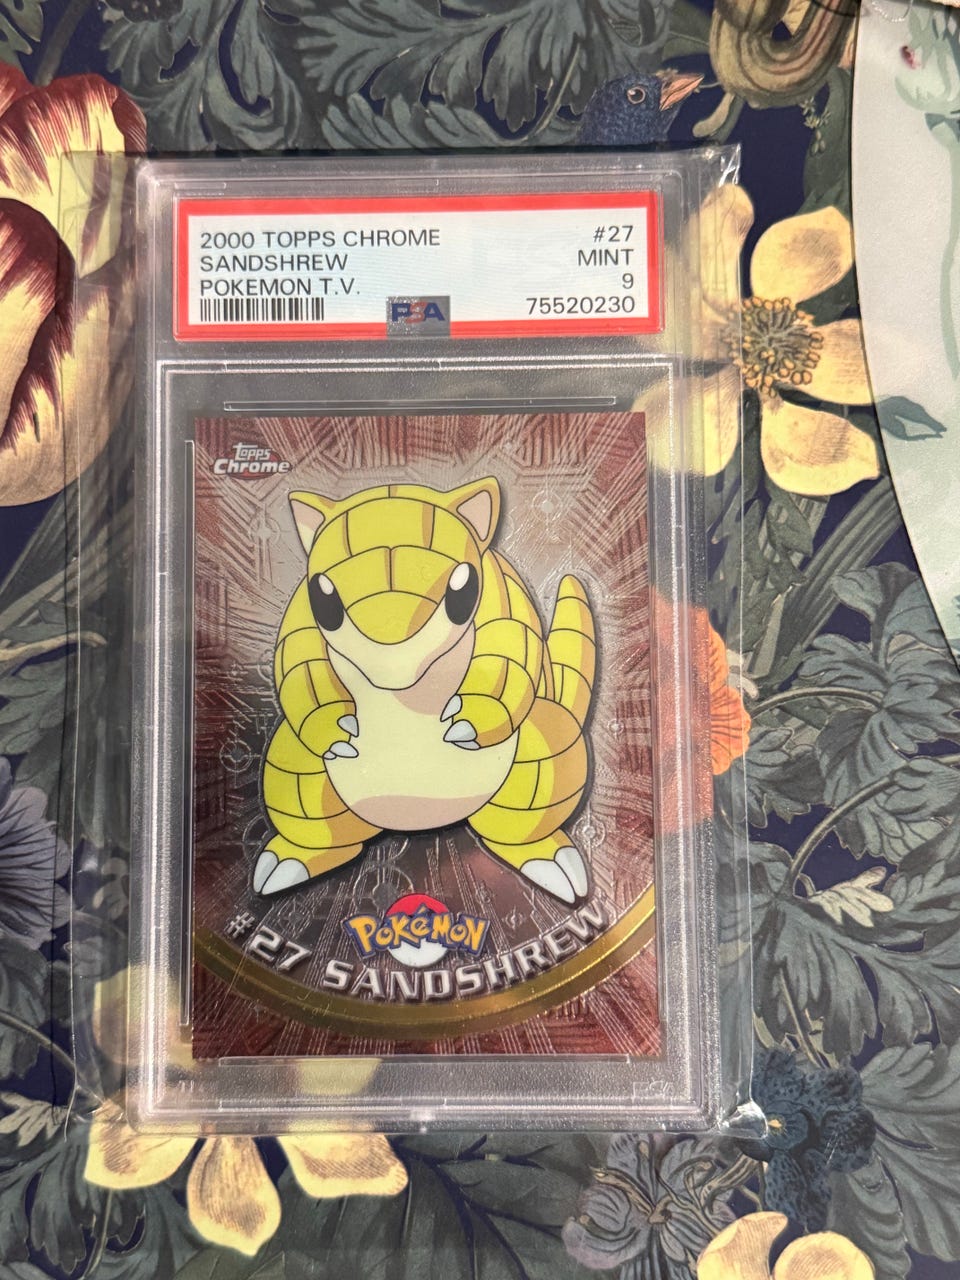 2000 TOPPS CHROME #27
SANDSHREW MINT
POKEMON T.V. 9
75520230
PSA
Topps
Chrome
POKéMON
#27 SANDSHREW